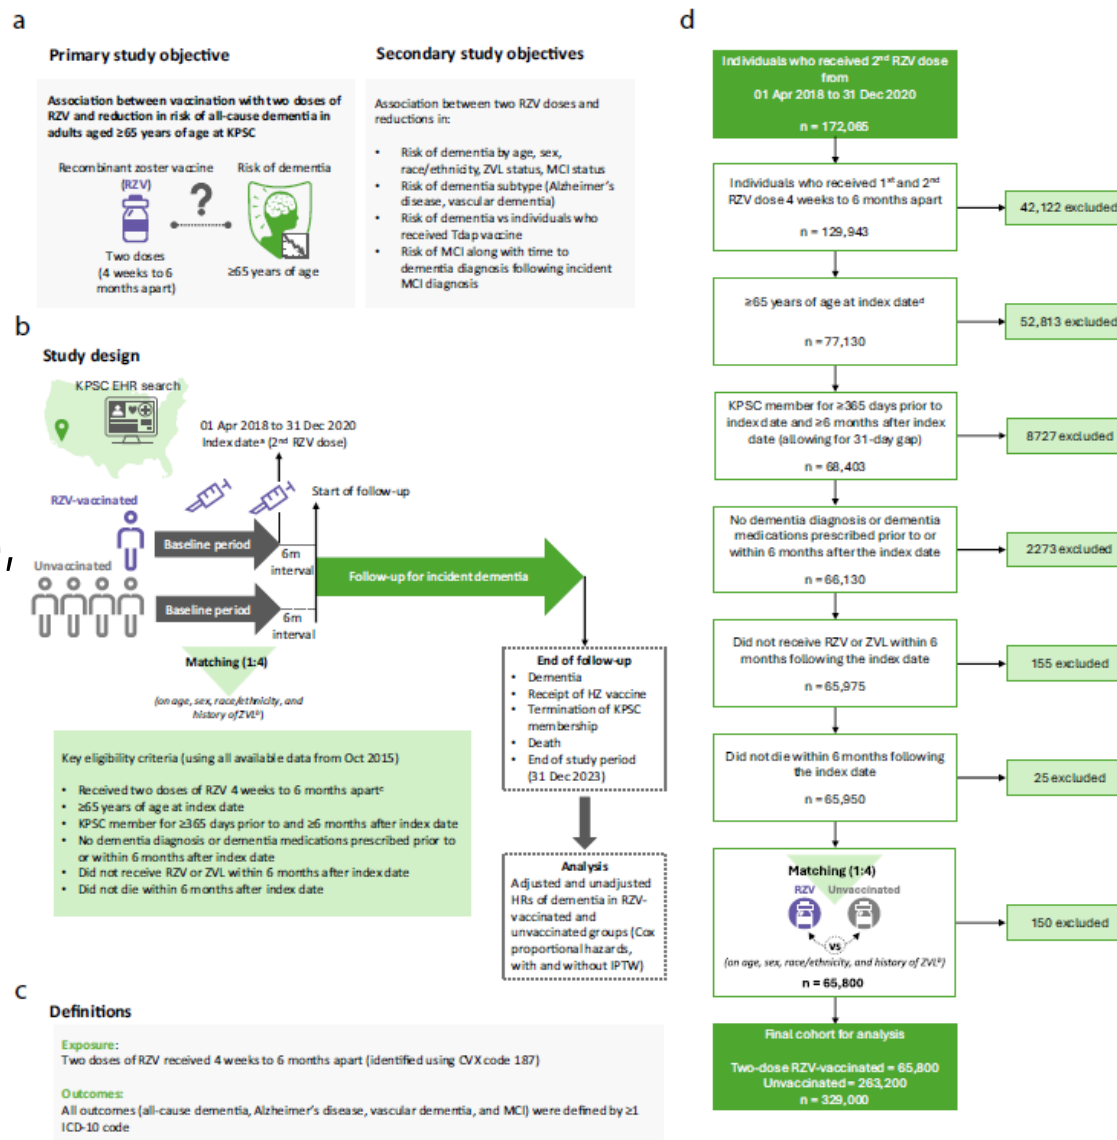 a
Primary study objective
Association between vaccination with two doses of
RZV and reduction in risk of all-cause dementia in
adults aged ≥65 years of age at KPSC
Recombinant zoster vaccine
(RZV)
Risk of dementia
?
Two doses
(4 weeks to 6
months apart)
≥65 years of age
Secondary study objectives
Association between two RZV doses and
reductions in:
• Risk of dementia by age, sex,
race/ethnicity, ZVL status, MCI status
• Risk of dementia subtype (Alzheimer's
disease, vascular dementia)
• Risk of dementia vs individuals who
received Tdap vaccine
• Risk of MCI along with time to
dementia diagnosis following incident
MCI diagnosis
b
Study design
KPSC EHR search
01 Apr 2018 to 31 Dec 2020
Index dateᵃ (2ⁿᵈ RZV dose)
Start of follow-up
RZV-vaccinated
Baseline period
6m
interval
Unvaccinated
Baseline period
6m
interval
Follow-up for incident dementia
Matching (1:4)
(on age, sex, race/ethnicity, and
history of ZVLᵇ)
Key eligibility criteria (using all available data from Oct 2015)
• Received two doses of RZV 4 weeks to 6 months apartᶜ
• ≥65 years of age at index date
• KPSC member for ≥365 days prior to and ≥6 months after index date
• No dementia diagnosis or dementia medications prescribed prior to
or within 6 months after index date
• Did not receive RZV or ZVL within 6 months after index date
• Did not die within 6 months after index date
End of follow-up
• Dementia
• Receipt of HZ vaccine
• Termination of KPSC
membership
• Death
• End of study period
(31 Dec 2023)
Analysis
Adjusted and unadjusted
HRs of dementia in RZV-
vaccinated and
unvaccinated groups (Cox
proportional hazards,
with and without IPTW)
c
Definitions
Exposure:
Two doses of RZV received 4 weeks to 6 months apart (identified using CVX code 187)
Outcomes:
All outcomes (all-cause dementia, Alzheimer's disease, vascular dementia, and MCI) were defined by ≥1
ICD-10 code
d
Individuals who received 2ⁿᵈ RZV dose
from
01 Apr 2018 to 31 Dec 2020
n = 172,065
Individuals who received 1ˢᵗ and 2ⁿᵈ
RZV dose 4 weeks to 6 months apart
n = 129,943
42,122 excluded
≥65 years of age at index dateᵈ
n = 77,130
52,813 excluded
KPSC member for ≥365 days prior to
index date and ≥6 months after index
date (allowing for 31-day gap)
n = 68,403
8727 excluded
No dementia diagnosis or dementia
medications prescribed prior to or
within 6 months after the index date
n = 66,130
2273 excluded
Did not receive RZV or ZVL within 6
months following the index date
n = 65,975
155 excluded
Did not die within 6 months following
the index date
n = 65,950
25 excluded
Matching (1:4)
RZV Unvaccinated
vs
(on age, sex, race/ethnicity, and history of ZVLᵇ)
n = 65,800
150 excluded
Final cohort for analysis
Two-dose RZV-vaccinated = 65,800
Unvaccinated = 263,200
n = 329,000